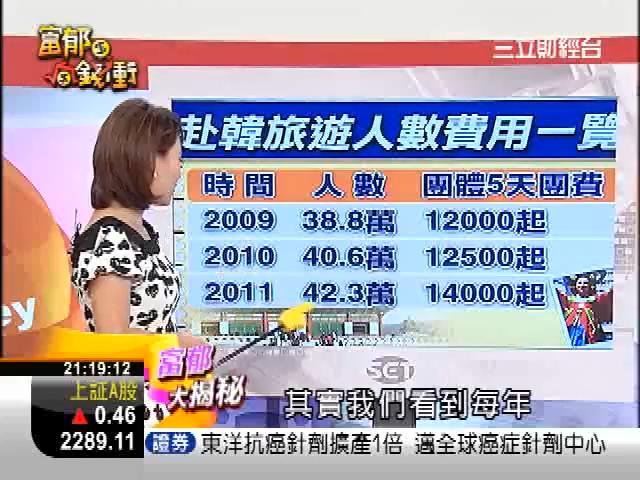 富郁
向錢衝
三立財經台
赴韓旅遊人數費用一覽
時間 人數 團體5天團費
2009 38.8萬 12000起
2010 40.6萬 12500起
2011 42.3萬 14000起
ey
SET
富郁
大揭秘
其實我們看到每年
21:19:12
上証A股
▲ 0.46
2289.11
證券 東洋抗癌針劑擴產1倍 邁全球癌症針劑中心